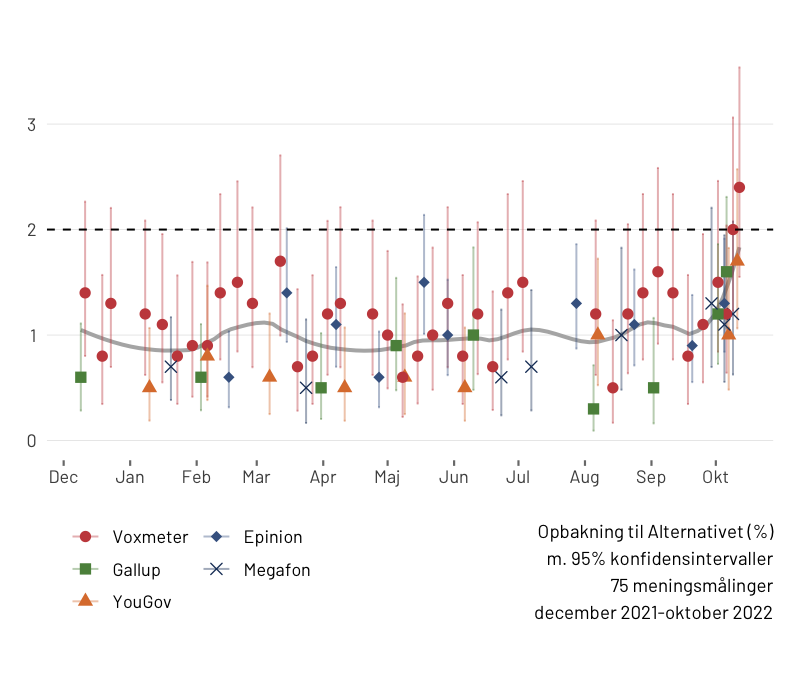 3
2
1
0
Dec Jan Feb Mar Apr Maj Jun Jul Aug Sep Okt
Voxmeter Epinion
Gallup Megafon
YouGov
Opbakning til Alternativet (%)
m. 95% konfidensintervaller
75 meningsmålinger
december 2021-oktober 2022